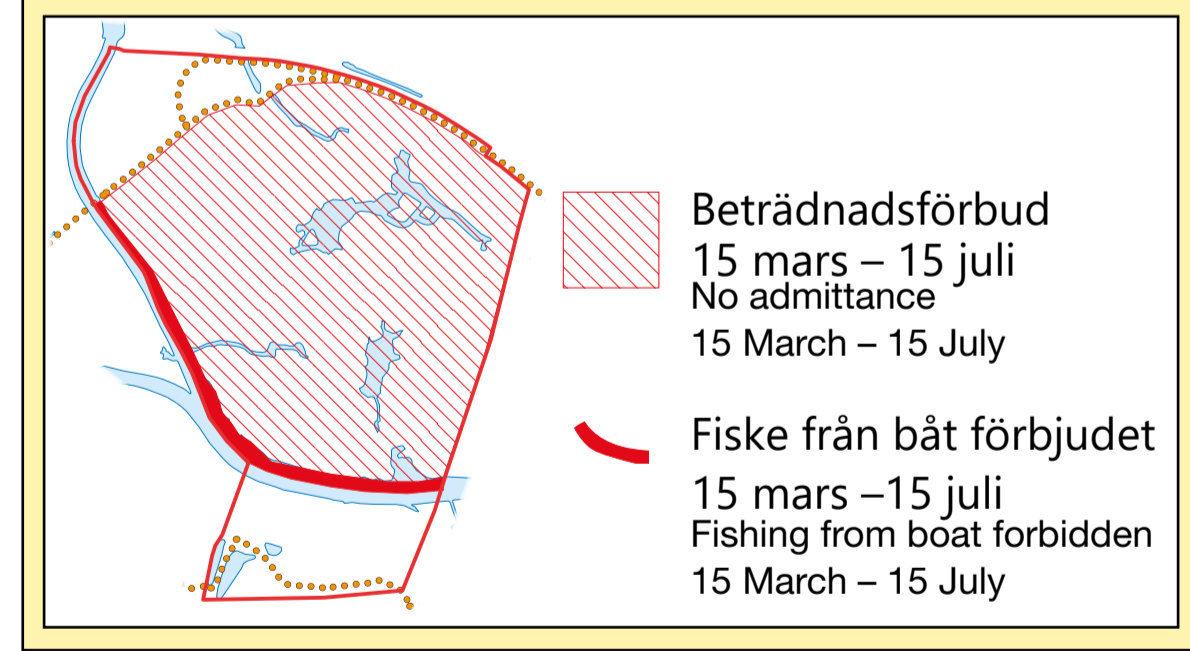 Beträdnadsförbud
15 mars – 15 juli
No admittance
15 March – 15 July
Fiske från båt förbjudet
15 mars –15 juli
Fishing from boat forbidden
15 March – 15 July